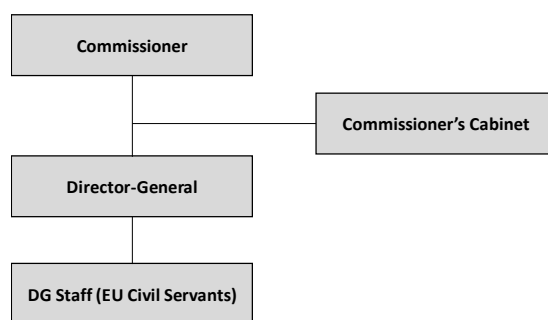 Commissioner
Commissioner’s Cabinet
Director-General
DG Staff (EU Civil Servants)